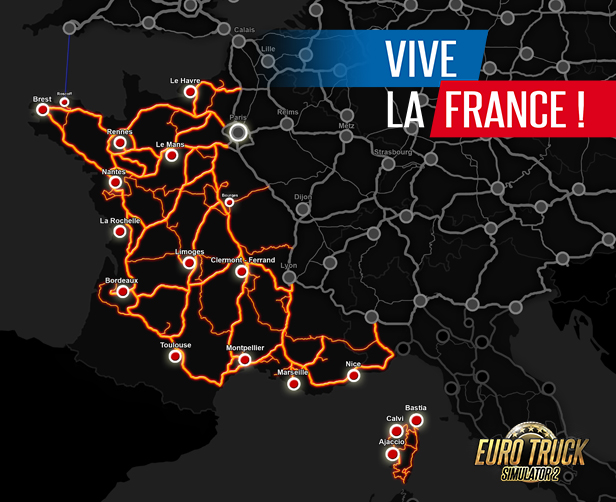 Calais
VIVE
LA FRANCE !
Lille
Le Havre
Roscoff
Brest
Paris
Reims
Rennes
Metz
Le Mans
Strasbourg
Nantes
Bourges
Dijon
La Rochelle
Limoges
Clermont - Ferrand
Lyon
Bordeaux
Toulouse
Montpellier
Nice
Marseille
Bastia
Calvi
Ajaccio
EURO TRUCK
SIMULATOR 2